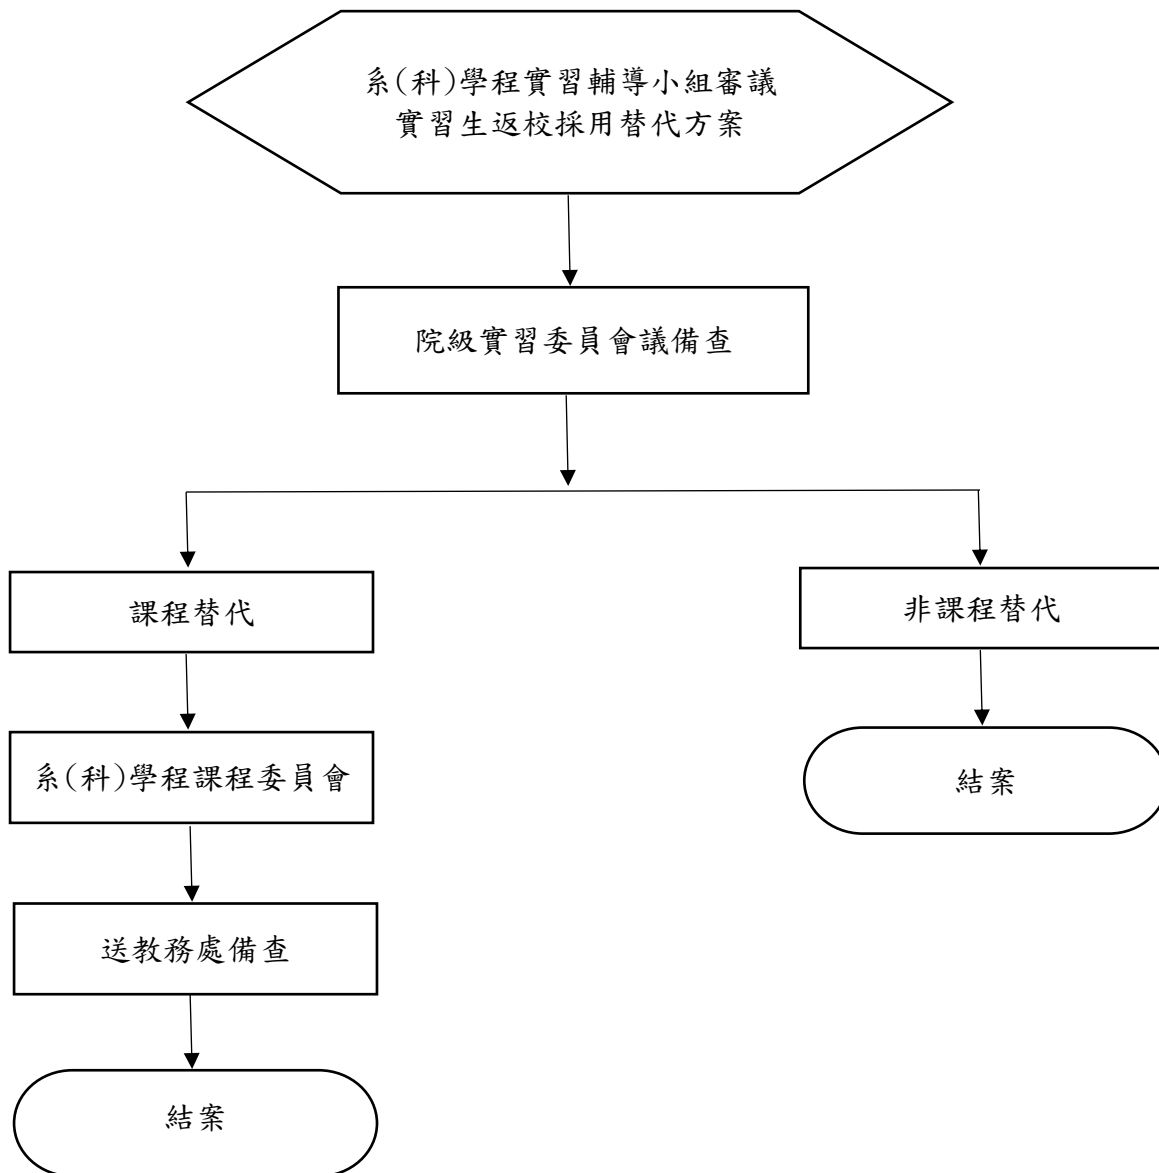 系(科)學程實習輔導小組審議
實習生返校採用替代方案
院級實習委員會議備查
課程替代
非課程替代
系(科)學程課程委員會
結案
送教務處備查
結案